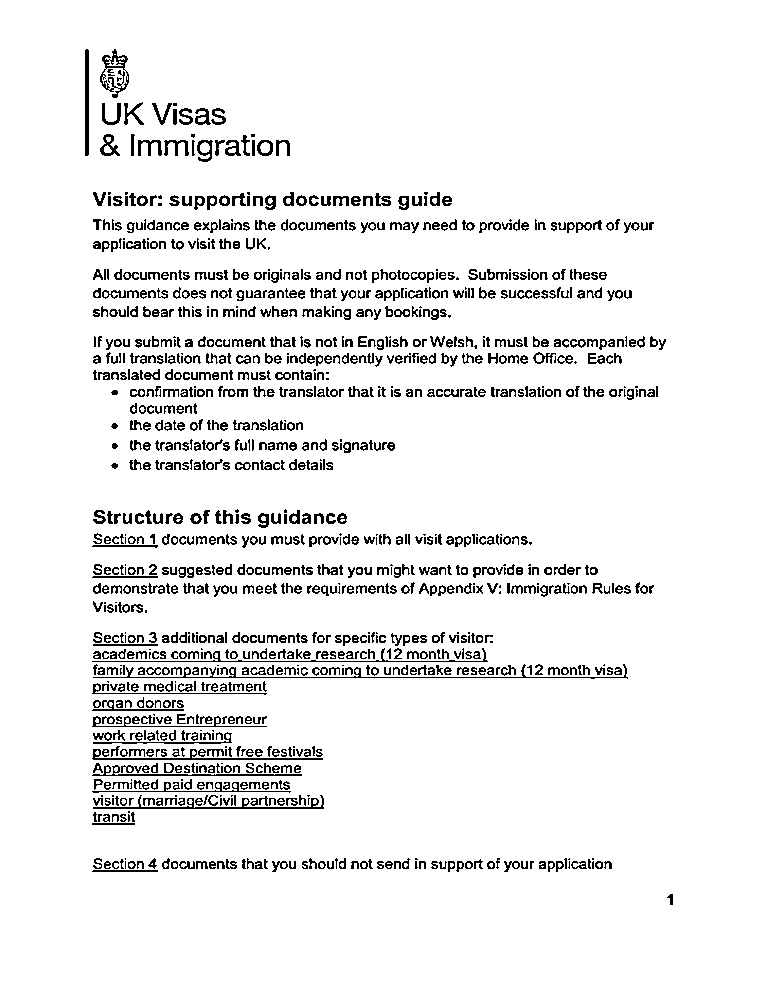 UK Visas
& Immigration
Visitor: supporting documents guide
This guidance explains the documents you may need to provide in support of your
application to visit the UK.
All documents must be originals and not photocopies.  Submission of these
documents does not guarantee that your application will be successful and you
should bear this in mind when making any bookings.
If you submit a document that is not in English or Welsh, it must be accompanied by
a full translation that can be independently verified by the Home Office.  Each
translated document must contain:
• confirmation from the translator that it is an accurate translation of the original
document
• the date of the translation
• the translator's full name and signature
• the translator's contact details
Structure of this guidance
Section 1 documents you must provide with all visit applications.
Section 2 suggested documents that you might want to provide in order to
demonstrate that you meet the requirements of Appendix V: Immigration Rules for
Visitors.
Section 3 additional documents for specific types of visitor:
academics coming to undertake research (12 month visa)
family accompanying academic coming to undertake research (12 month visa)
private medical treatment
organ donors
prospective Entrepreneur
work related training
performers at permit free festivals
Approved Destination Scheme
Permitted paid engagements
visitor (marriage/Civil partnership)
transit
Section 4 documents that you should not send in support of your application
1